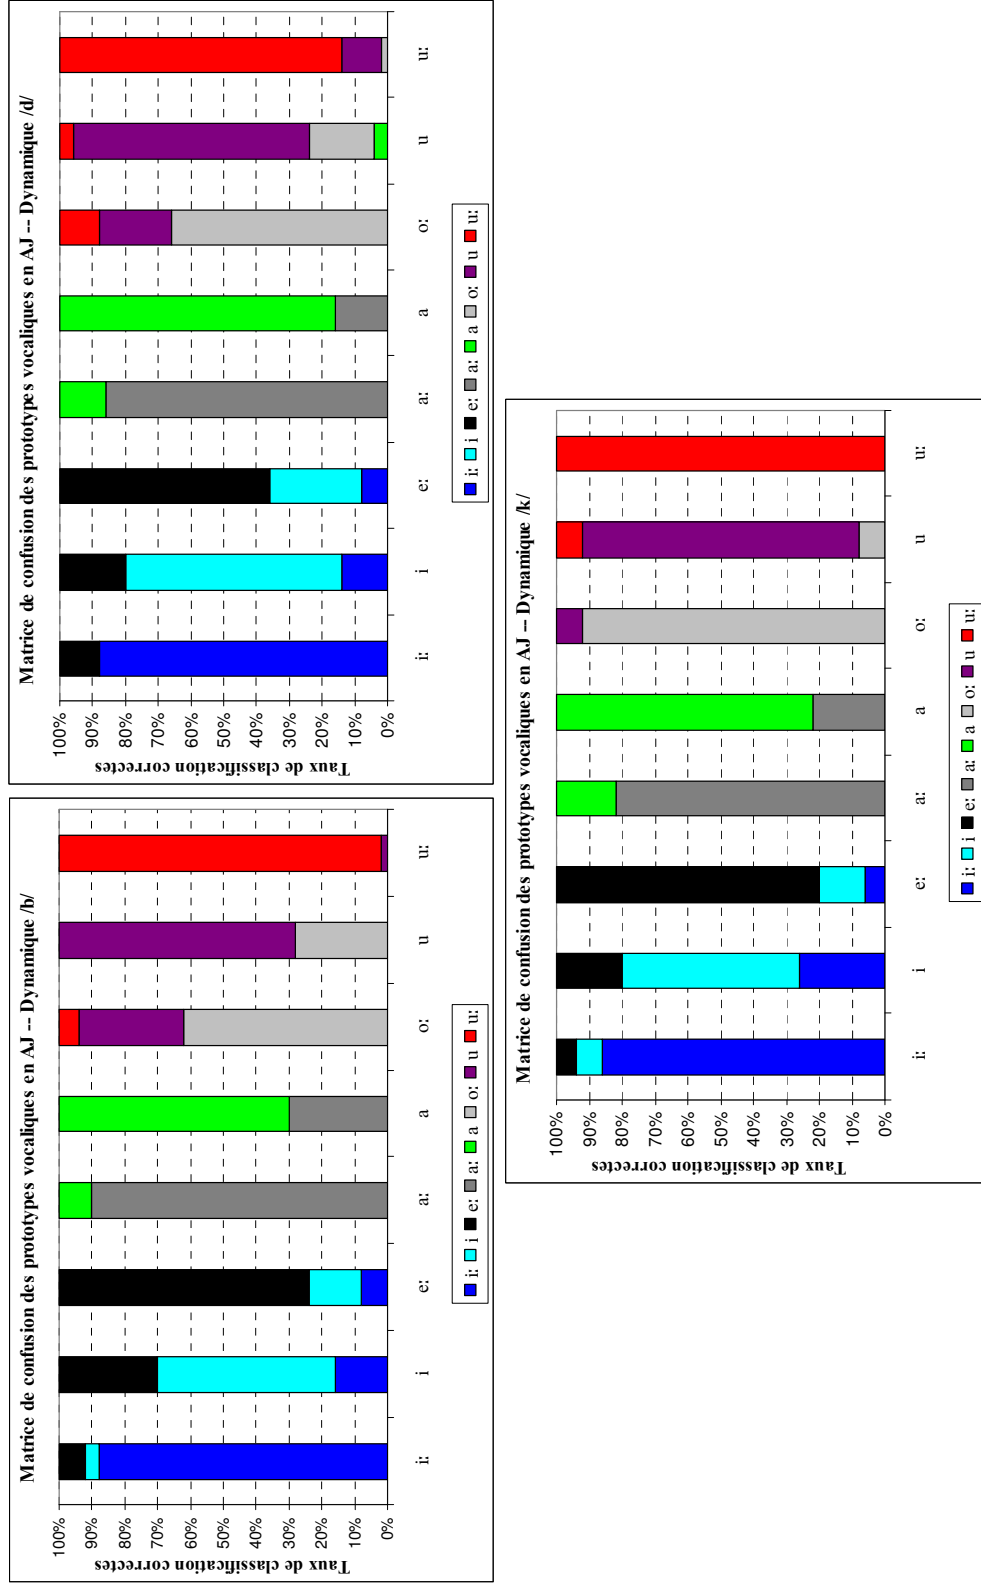 Matrice de confusion des prototypes vocaliques en AJ -- Dynamique /b/
Taux de classification correctes
100%
90%
80%
70%
60%
50%
40%
30%
20%
10%
0%
i: i e: a: a o: u u:
i: i e: a: a o: u u:
Matrice de confusion des prototypes vocaliques en AJ -- Dynamique /d/
Taux de classification correctes
100%
90%
80%
70%
60%
50%
40%
30%
20%
10%
0%
i: i e: a: a o: u u:
i: i e: a: a o: u u:
Matrice de confusion des prototypes vocaliques en AJ -- Dynamique /k/
Taux de classification correctes
100%
90%
80%
70%
60%
50%
40%
30%
20%
10%
0%
i: i e: a: a o: u u:
i: i e: a: a o: u u: